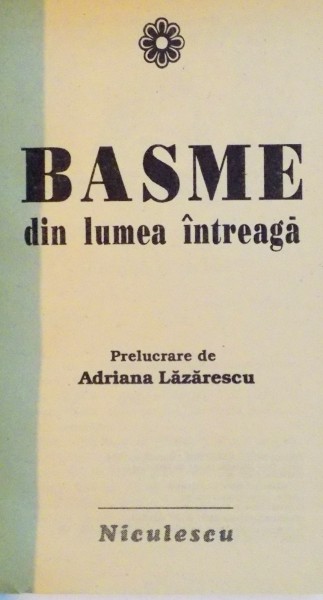 BASME
din lumea întreagă
Prelucrare de
Adriana Lăzărescu
Niculescu